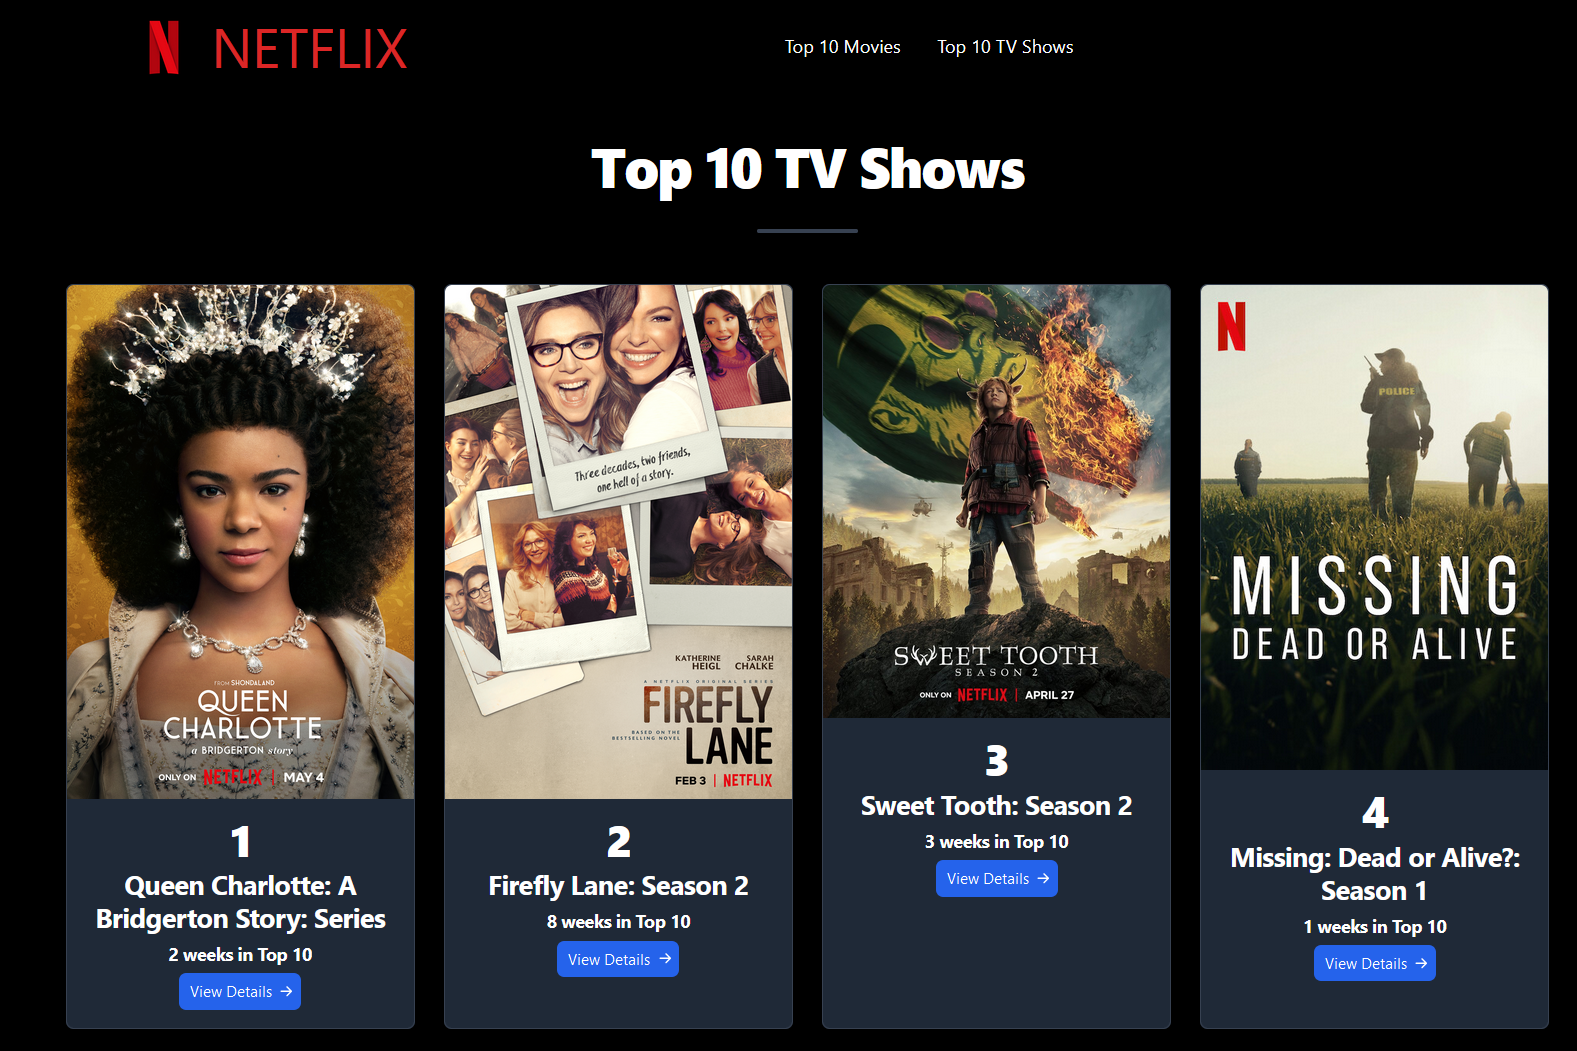 NETFLIX
Top 10 Movies
Top 10 TV Shows
Top 10 TV Shows
FROM SHONDALAND
QUEEN
CHARLOTTE
a BRIDGERTON story
ONLY ON NETFLIX | MAY 4
1
Queen Charlotte: A
Bridgerton Story: Series
2 weeks in Top 10
View Details →
Three decades, two friends,
one hell of a story.
KATHERINE HEIGL
SARAH CHALKE
A NETFLIX ORIGINAL SERIES
FIREFLY
BASED ON THE
BESTSELLING NOVEL
LANE
FEB 3 | NETFLIX
2
Firefly Lane: Season 2
8 weeks in Top 10
View Details →
SWEET TOOTH
SEASON 2
ONLY ON NETFLIX | APRIL 27
3
Sweet Tooth: Season 2
3 weeks in Top 10
View Details →
N
POLICE
MISSING
DEAD OR ALIVE
4
Missing: Dead or Alive?:
Season 1
1 weeks in Top 10
View Details →